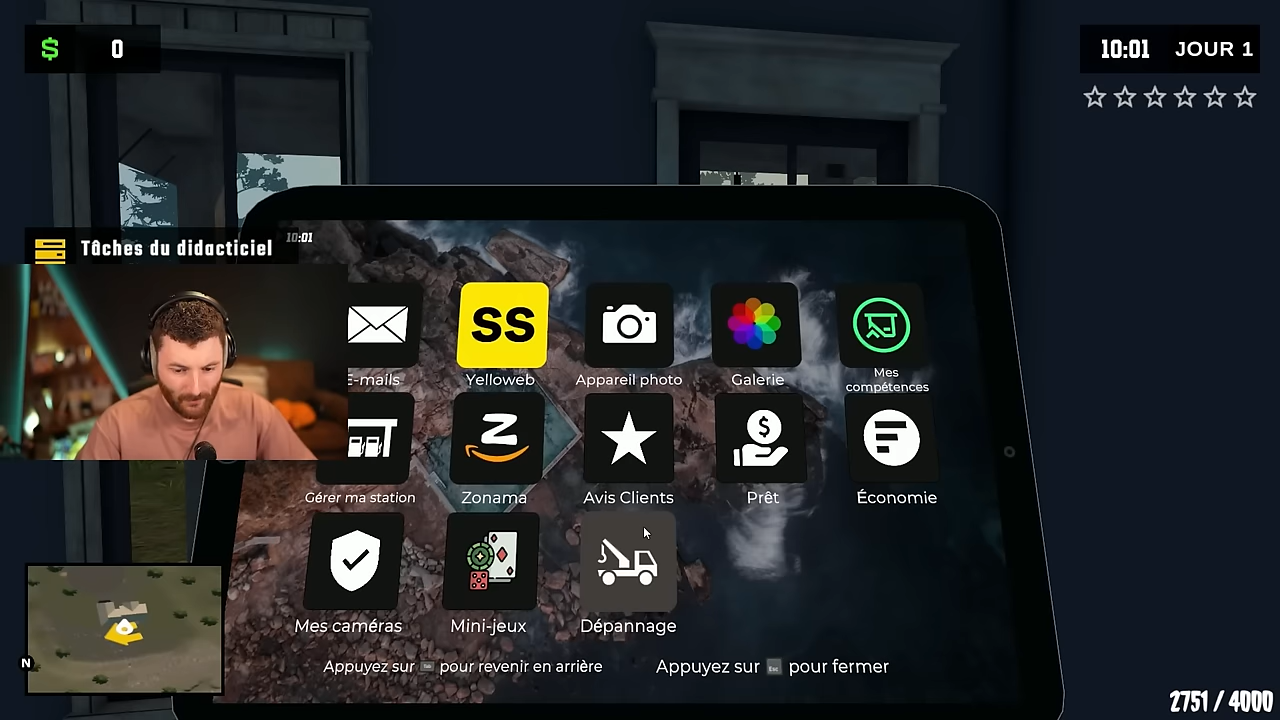 $ 0
10:01 JOUR 1
Tâches du didacticiel
10:01
E-mails
SS
Yelloweb
Appareil photo
Galerie
Mes compétences
Gérer ma station
Zonama
Avis Clients
Prêt
Économie
Mes caméras
Mini-jeux
Dépannage
Appuyez sur Tab pour revenir en arrière
Appuyez sur Esc pour fermer
N
2751 / 4000